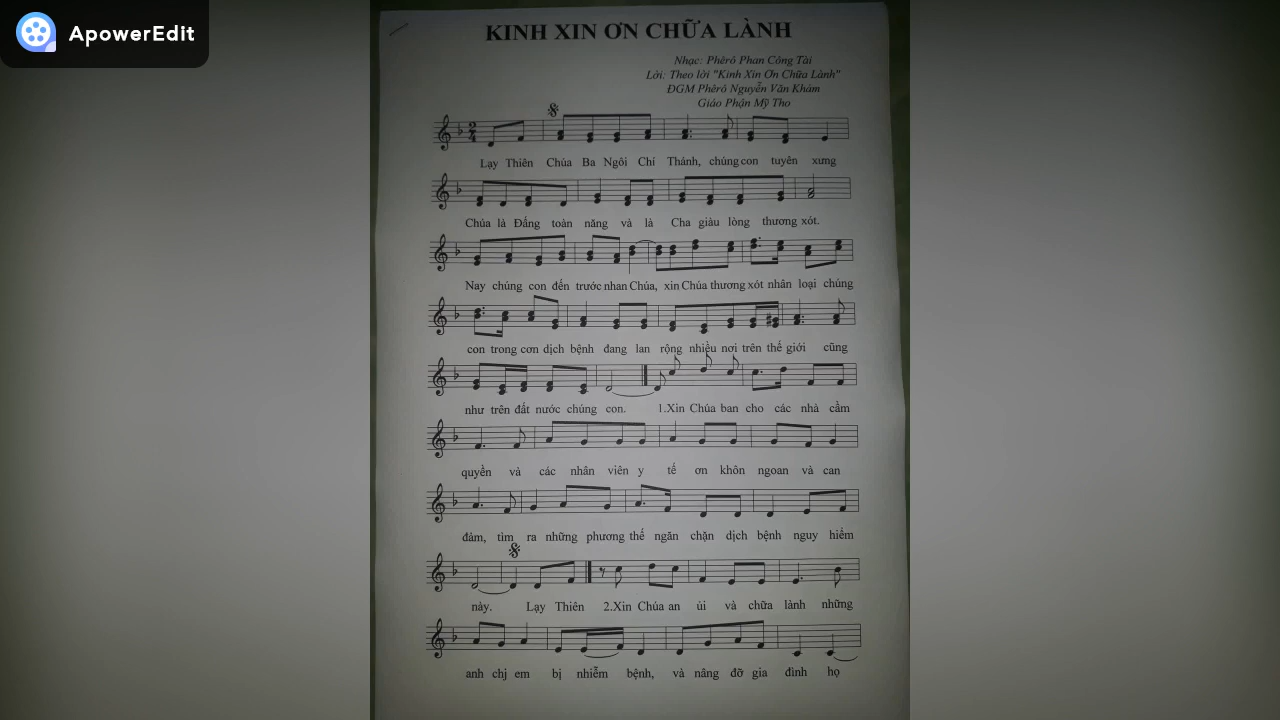 ApowerEdit
KINH XIN ƠN CHỮA LÀNH
Nhạc: Phêrô Phan Công Tài
Lời: Theo lời "Kinh Xin Ơn Chữa Lành"
ĐGM Phêrô Nguyễn Văn Khảm
Giáo Phận Mỹ Tho
Lạy Thiên Chúa Ba Ngôi Chí Thánh, chúng con tuyên xưng
Chúa là Đấng toàn năng và là Cha giàu lòng thương xót.
Nay chúng con đến trước nhan Chúa, xin Chúa thương xót nhân loại chúng
con trong cơn dịch bệnh đang lan rộng nhiều nơi trên thế giới cũng
như trên đất nước chúng con. 1.Xin Chúa ban cho các nhà cầm
quyền và các nhân viên y tế ơn khôn ngoan và can
đảm, tìm ra những phương thế ngăn chặn dịch bệnh nguy hiểm
này. Lạy Thiên 2.Xin Chúa an ủi và chữa lành những
anh chị em bị nhiễm bệnh, và nâng đỡ gia đình họ